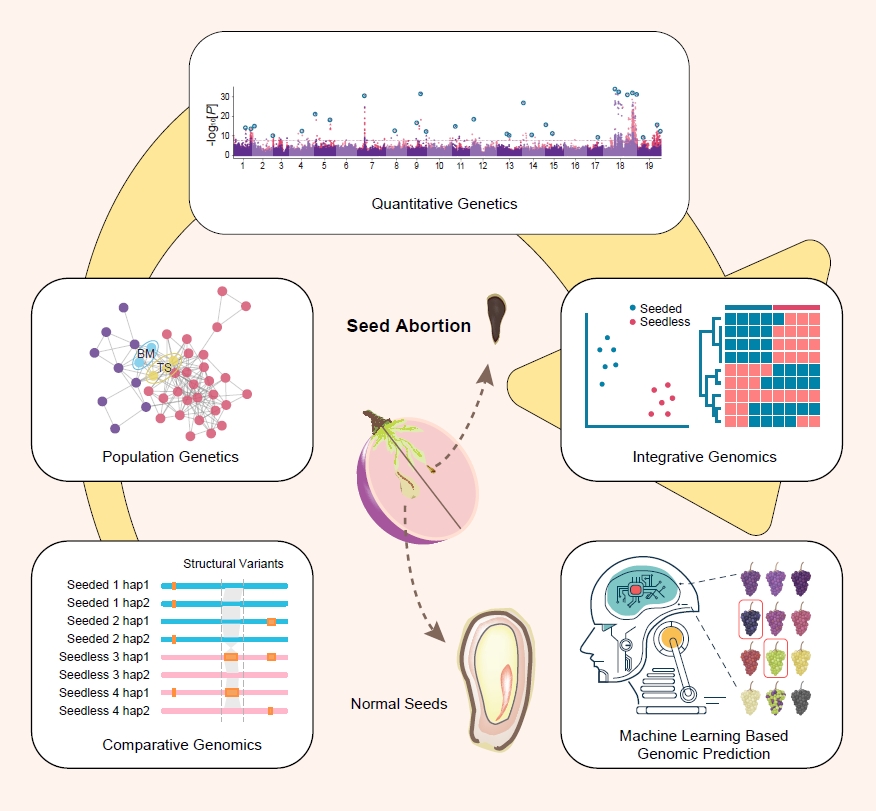 -log10[P]
30
20
10
0
1 2 3 4 5 6 7 8 9 10 11 12 13 14 15 16 17 18 19
Quantitative Genetics
BM
TS
Population Genetics
Seed Abortion
Seeded
Seedless
Integrative Genomics
Structural Variants
Seeded 1 hap1
Seeded 1 hap2
Seeded 2 hap1
Seeded 2 hap2
Seedless 3 hap1
Seedless 3 hap2
Seedless 4 hap1
Seedless 4 hap2
Comparative Genomics
Normal Seeds
Machine Learning Based
Genomic Prediction